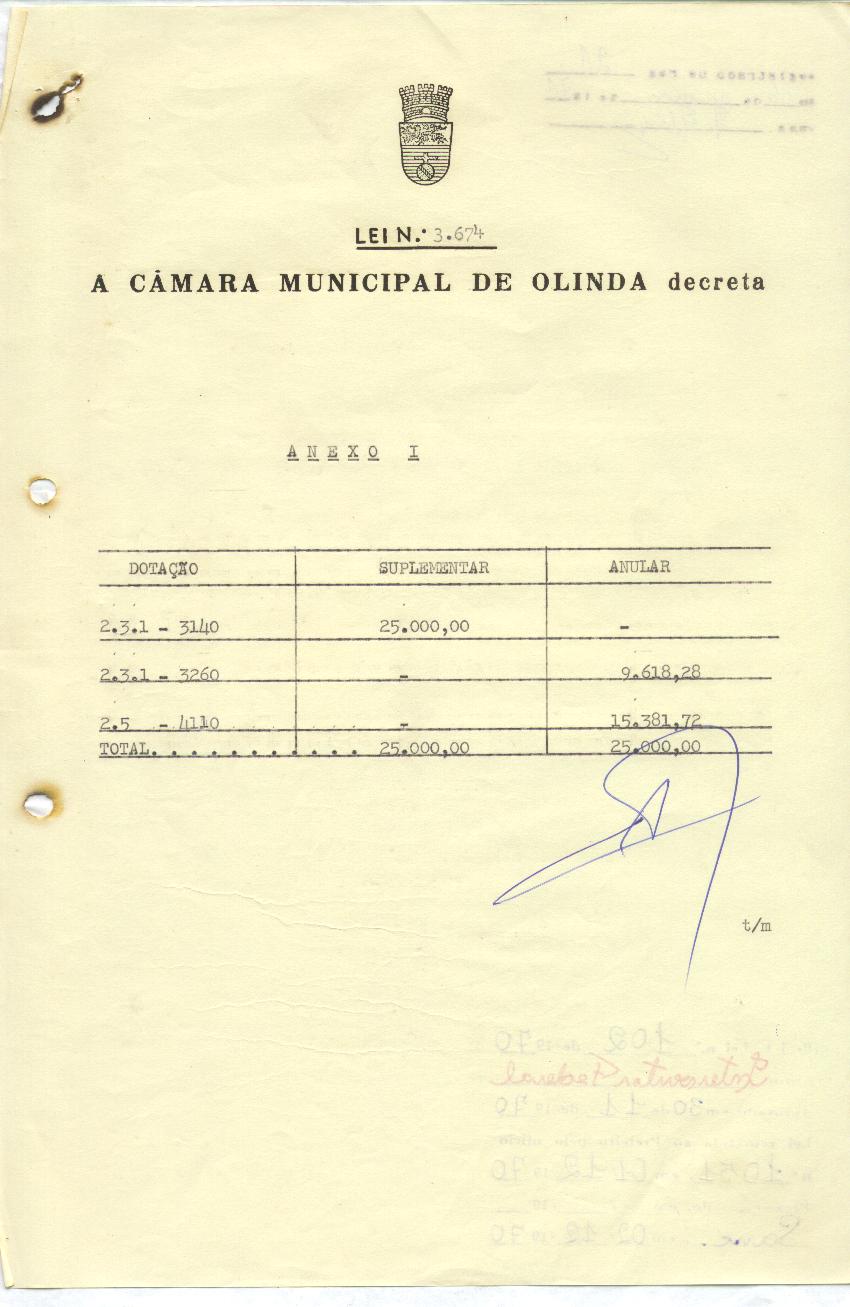 LEI N.º 3.674
A CÂMARA MUNICIPAL DE OLINDA decreta
ANEXO I
DOTAÇÃO SUPLEMENTAR ANULAR
2.3.1 - 3140 25.000,00 -
2.3.1 - 3260 - 9.618,28
2.5 - 4110 - 15.381,72
TOTAL. . . . . . . . . . . 25.000,00 25.000,00
t/m